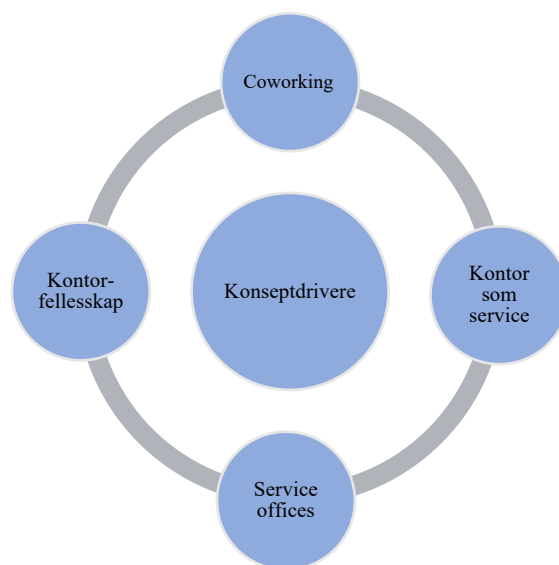 Coworking
Kontor-
fellesskap
Konseptdrivere
Kontor
som
service
Service
offices